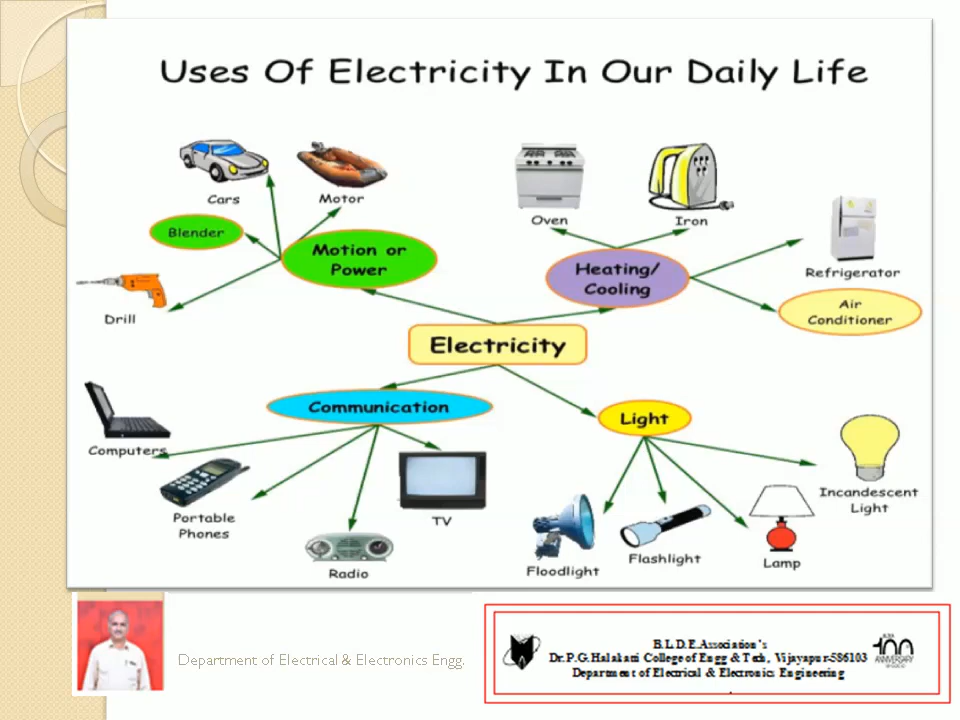 Uses Of Electricity In Our Daily Life
Cars
Motor
Oven
Iron
Blender
Motion or
Power
Heating/
Cooling
Refrigerator
Drill
Air
Conditioner
Electricity
Communication
Light
Computers
Portable
Phones
TV
Radio
Floodlight
Flashlight
Lamp
Incandescent
Light
Department of Electrical & Electronics Engg.
B.L.D.E.Association's
Dr.P.G.Halakatti College of Engg & Tech, Vijayapur-586103
Department of Electrical & Electronics Engineering
100
ANNIVERSARY